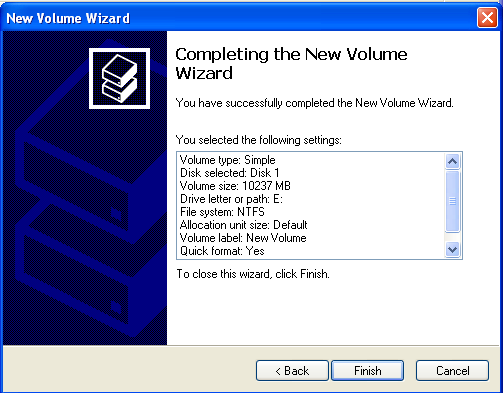 New Volume Wizard
Completing the New Volume
Wizard
You have successfully completed the New Volume Wizard.
You selected the following settings:
Volume type: Simple
Disk selected: Disk 1
Volume size: 10237 MB
Drive letter or path: E:
File system: NTFS
Allocation unit size: Default
Volume label: New Volume
Quick format: Yes
To close this wizard, click Finish.
< Back
Finish
Cancel